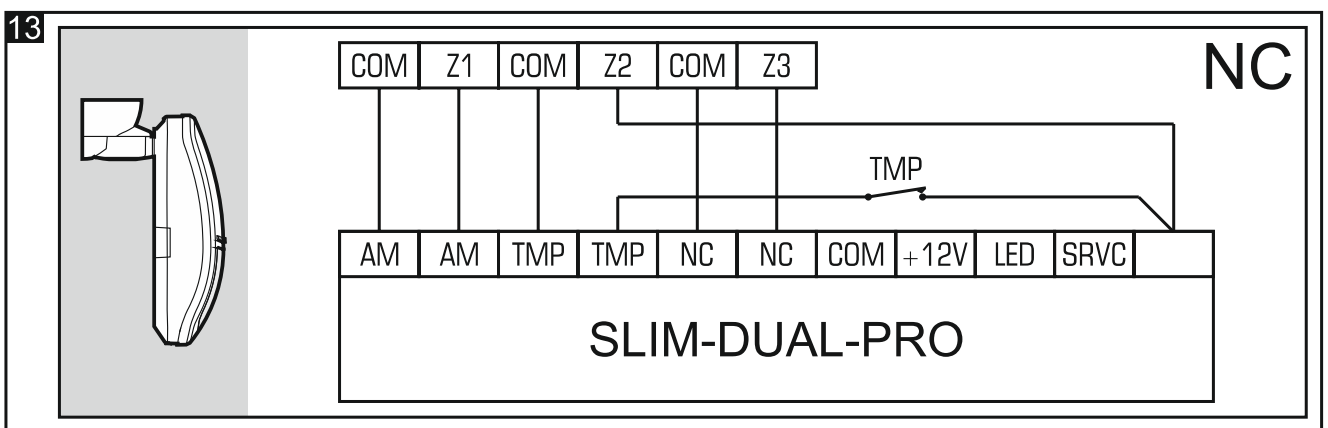 13
NC
COM Z1 COM Z2 COM Z3
TMP
AM AM TMP TMP NC NC COM +12V LED SRVC
SLIM-DUAL-PRO